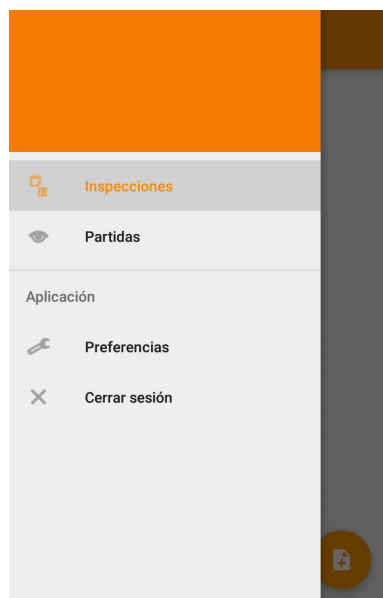 Inspecciones
Partidas
Aplicación
Preferencias
Cerrar sesión